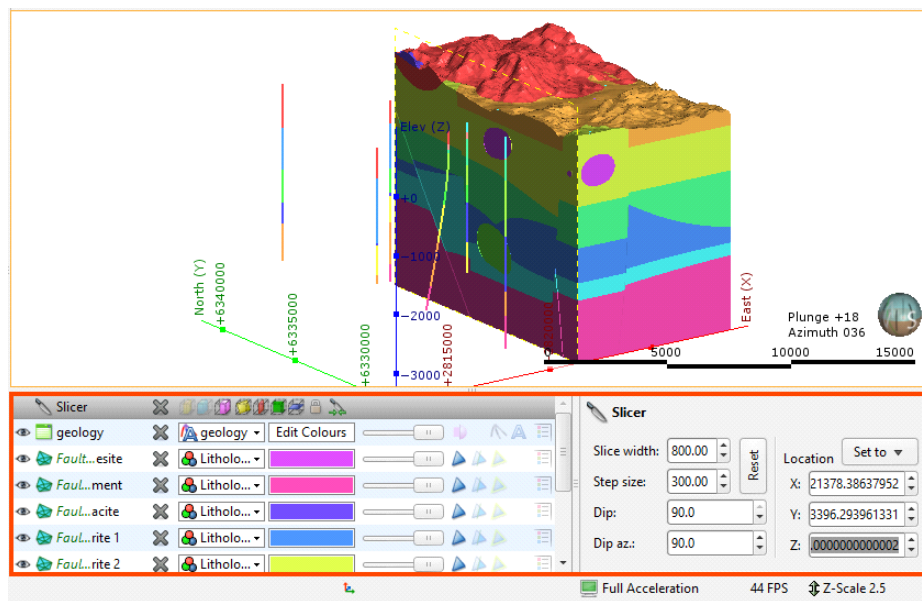 Elev (Z)
+0
-1000
-2000
-3000
North (Y)
+6340000
+6335000
+6330000
+2815000
East (X)
Plunge +18
Azimuth 036
0
5000
10000
15000
Slicer
geology
geology
Edit Colours
Fault...esite
Litholo...
Faul...ment
Litholo...
Faul...acite
Litholo...
Faul...rite 1
Litholo...
Faul...rite 2
Litholo...
Slicer
Slice width: 800.00
Step size: 300.00
Reset
Dip: 90.0
Dip az.: 90.0
Location
Set to
X: 21378.38637952
Y: 3396.293961331
Z: .0000000000002
Full Acceleration
44 FPS
Z-Scale 2.5